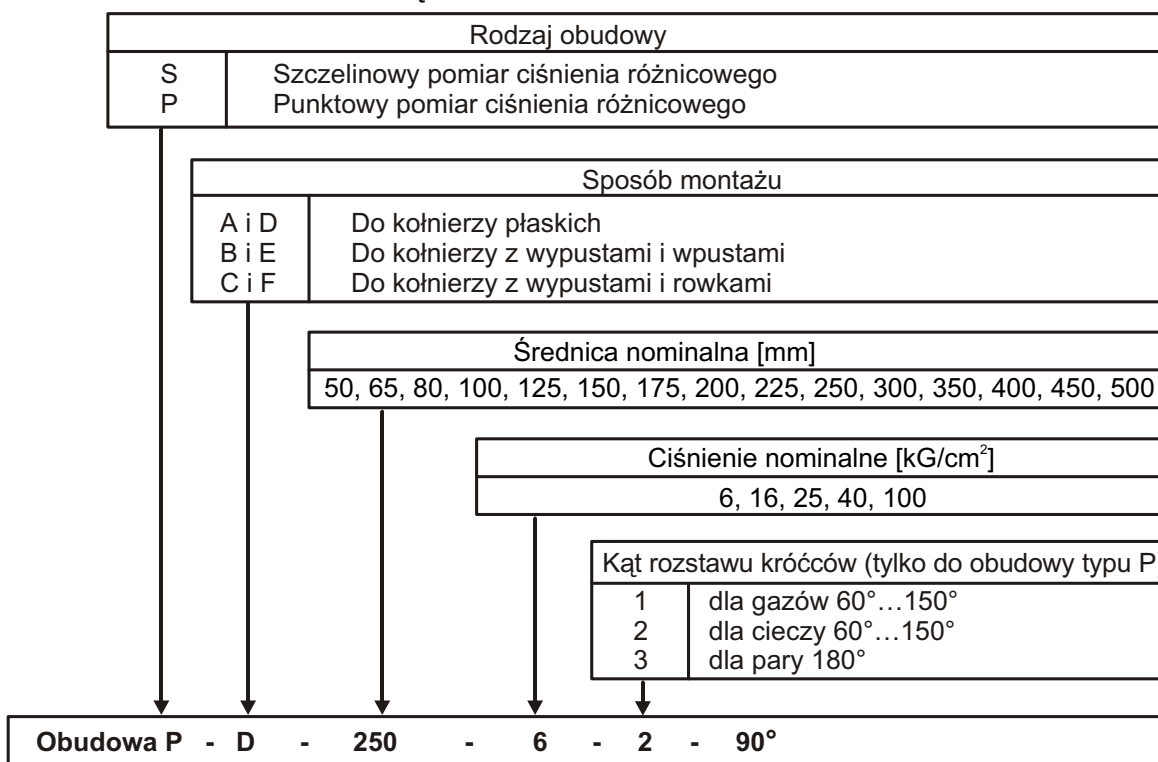 Rodzaj obudowy
S Szczelinowy pomiar ciśnienia różnicowego
P Punktowy pomiar ciśnienia różnicowego
Sposób montażu
A i D Do kołnierzy płaskich
B i E Do kołnierzy z wypustami i wpustami
C i F Do kołnierzy z wypustami i rowkami
Średnica nominalna [mm]
50, 65, 80, 100, 125, 150, 175, 200, 225, 250, 300, 350, 400, 450, 500
Ciśnienie nominalne [kG/cm²]
6, 16, 25, 40, 100
Kąt rozstawu króćców (tylko do obudowy typu P)
1 dla gazów 60°...150°
2 dla cieczy 60°...150°
3 dla pary 180°
Obudowa P - D - 250 - 6 - 2 - 90°